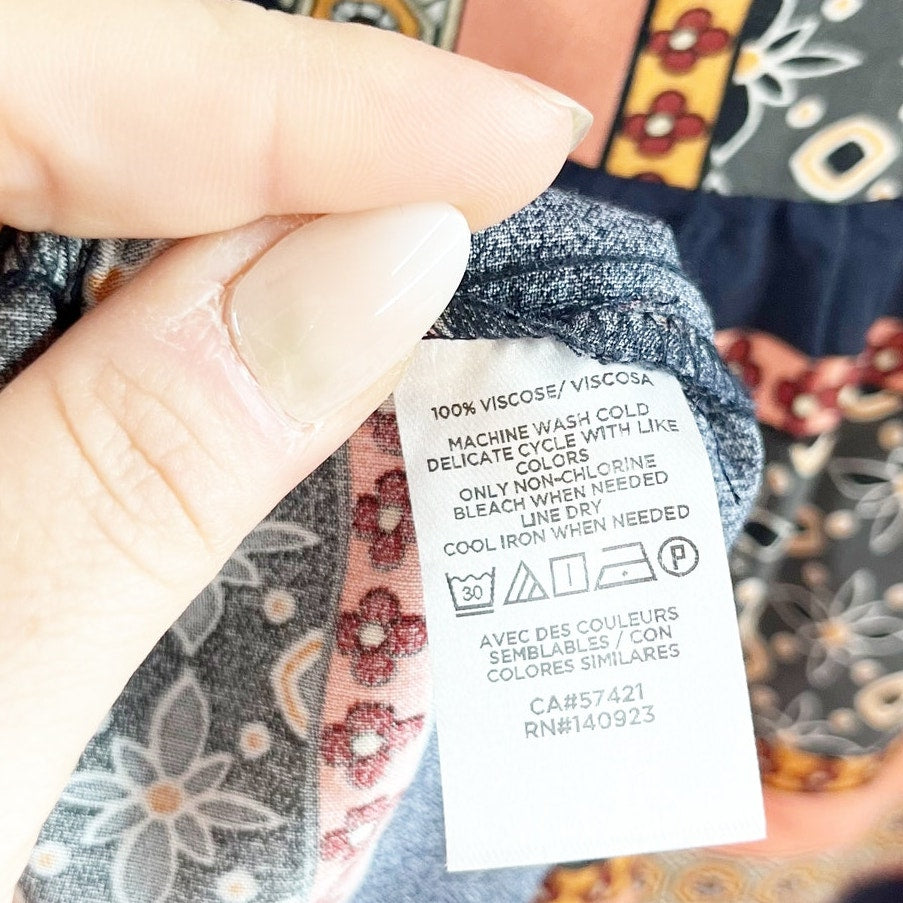 100% VISCOSE/ VISCOSA
MACHINE WASH COLD
DELICATE CYCLE WITH LIKE
COLORS
ONLY NON-CHLORINE
BLEACH WHEN NEEDED
LINE DRY
COOL IRON WHEN NEEDED
30 P
AVEC DES COULEURS
SEMBLABLES / CON
COLORES SIMILARES
CA#57421
RN#140923